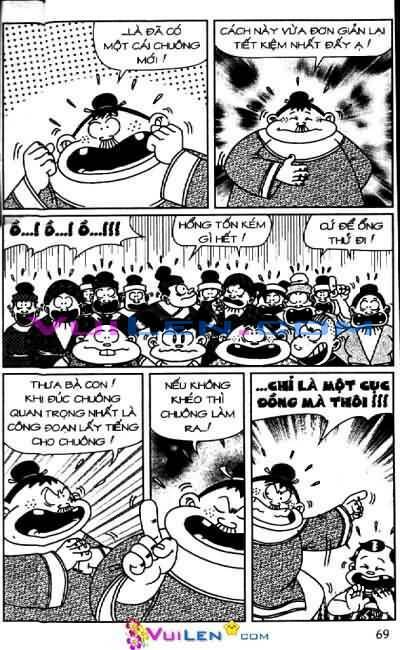 ...LÀ ĐÃ CÓ
MỘT CÁI CHUÔNG
MỚI!
CÁCH NÀY VỪA ĐƠN GIẢN LẠI
TIẾT KIỆM NHẤT ĐẤY Ạ!
Ồ...! Ồ...! Ồ...!!!
HỔNG TỐN KÉM
GÌ HẾT!
CỨ ĐỂ ỔNG
THỬ ĐI!
VUILEN.COM
THƯA BÀ CON!
KHI ĐÚC CHUÔNG
QUAN TRỌNG NHẤT LÀ
CÔNG ĐOẠN LẤY TIẾNG
CHO CHUÔNG!
NẾU KHÔNG
KHÉO THÌ
CHUÔNG LÀM
RA..!
...CHỈ LÀ MỘT CỤC
ĐỒNG MÀ THÔI!!!
69
VUILEN.COM